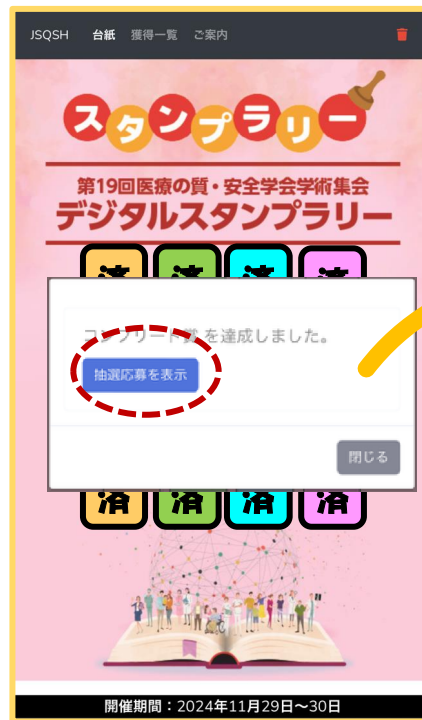 JSQSH 台紙 獲得一覧 ご案内
スタンプラリー
第19回医療の質・安全学会学術集会
デジタルスタンプラリー
済 済 済 済
コンプリート賞 を達成しました。
抽選応募を表示
閉じる
済 済 済 済
開催期間：2024年11月29日～30日